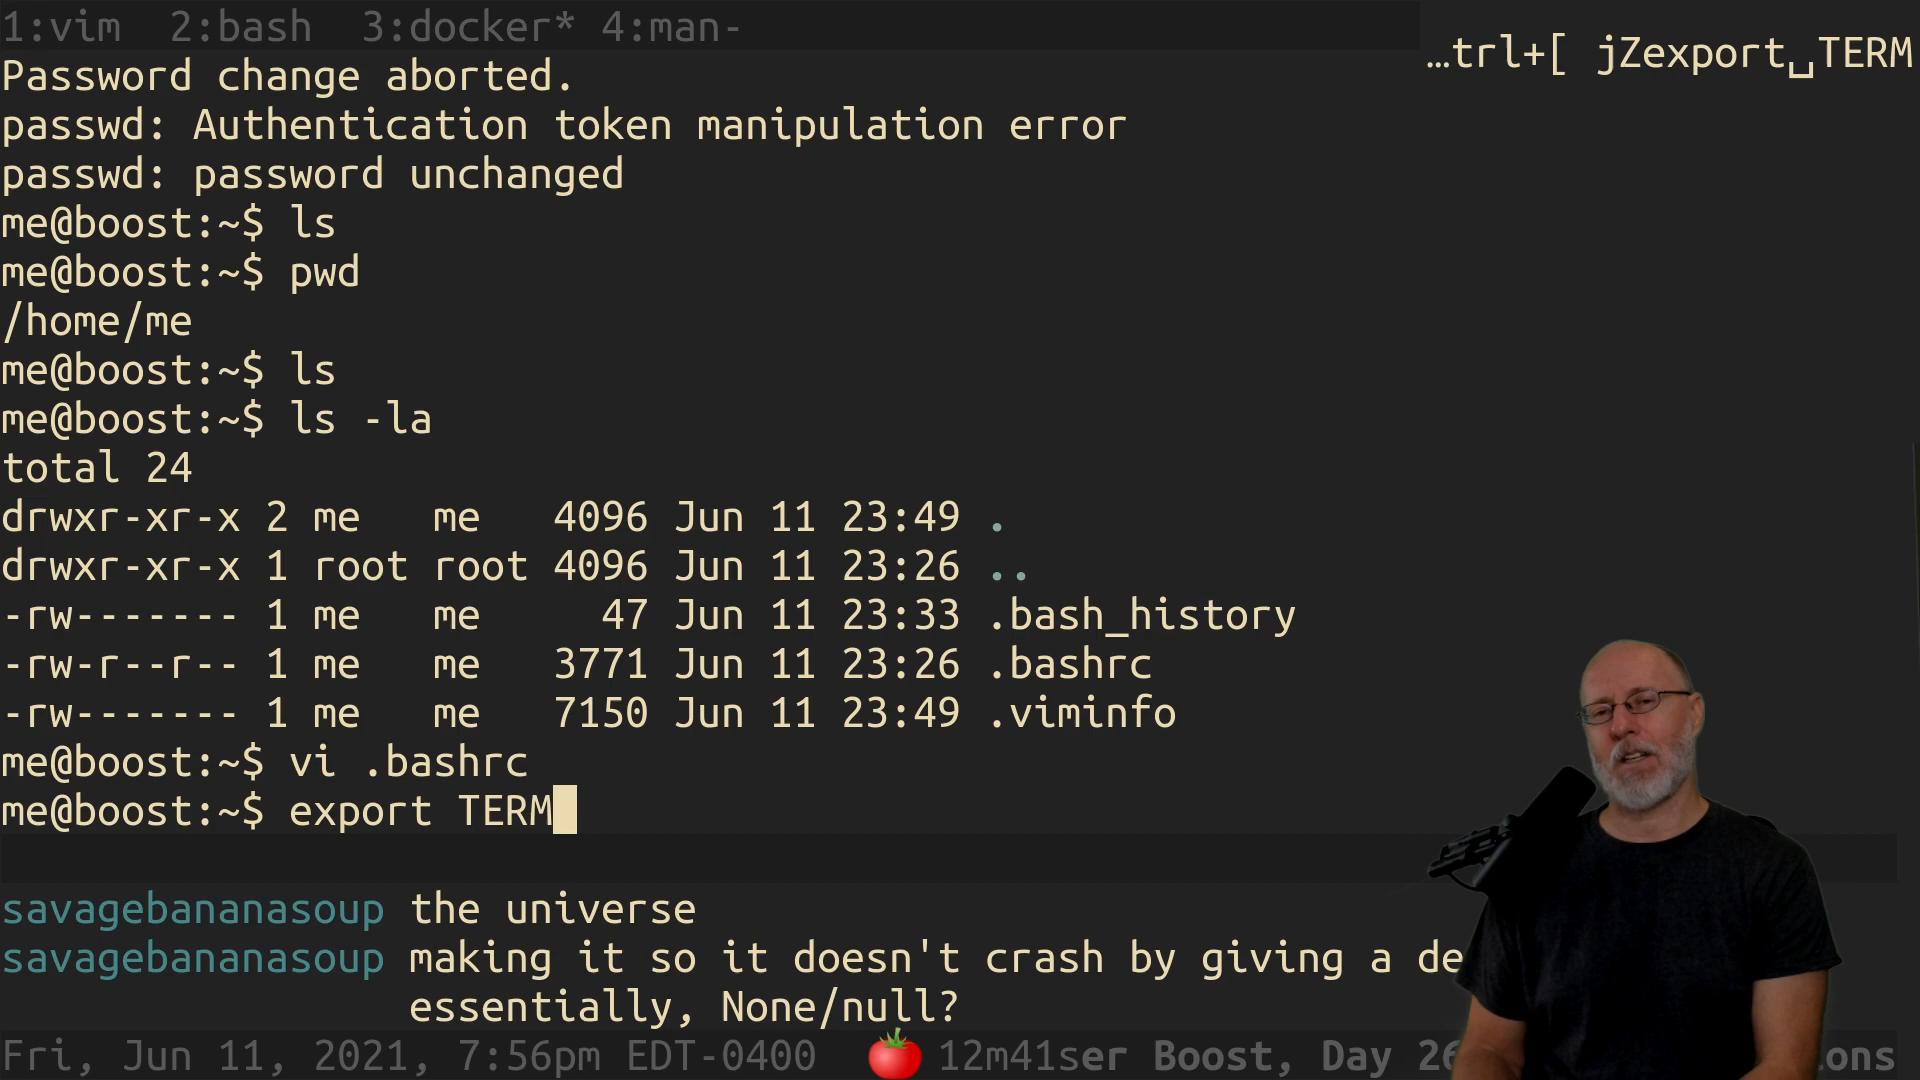 1:vim  2:bash  3:docker* 4:man-
…trl+[ jZexport␣TERM
Password change aborted.
passwd: Authentication token manipulation error
passwd: password unchanged
me@boost:~$ ls
me@boost:~$ pwd
/home/me
me@boost:~$ ls
me@boost:~$ ls -la
total 24
drwxr-xr-x 2 me   me   4096 Jun 11 23:49 .
drwxr-xr-x 1 root root 4096 Jun 11 23:26 ..
-rw------- 1 me   me     47 Jun 11 23:33 .bash_history
-rw-r--r-- 1 me   me   3771 Jun 11 23:26 .bashrc
-rw------- 1 me   me   7150 Jun 11 23:49 .viminfo
me@boost:~$ vi .bashrc
me@boost:~$ export TERM
savagebananasoup the universe
savagebananasoup making it so it doesn't crash by giving a de
essentially, None/null?
Fri, Jun 11, 2021, 7:56pm EDT-0400 🍅 12m41ser Boost, Day 26